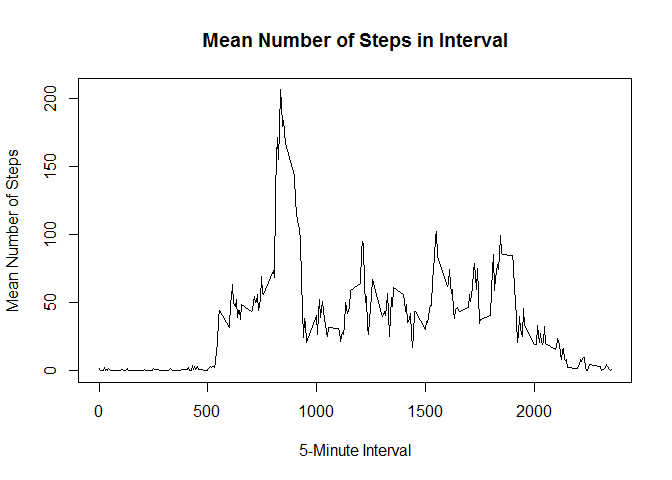 Mean Number of Steps in Interval
Mean Number of Steps
200
150
100
50
0
0 500 1000 1500 2000
5-Minute Interval